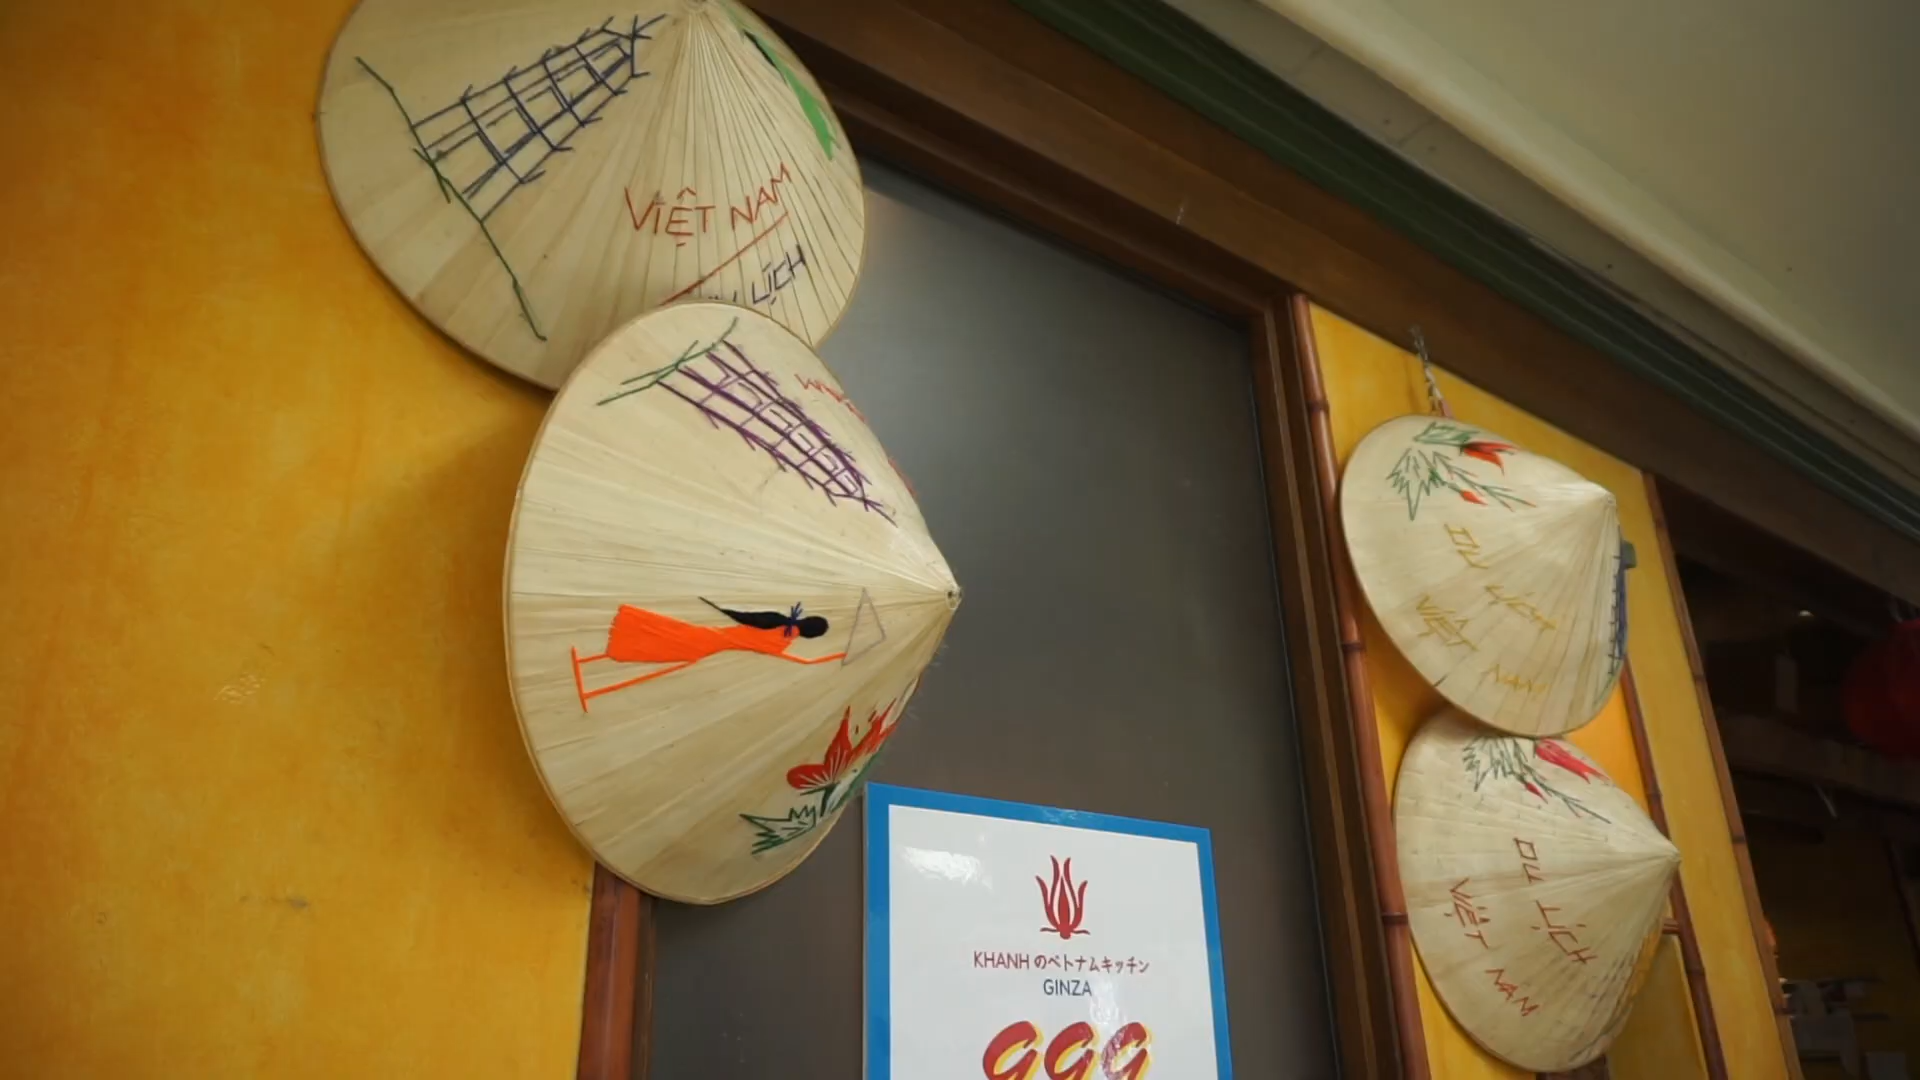 VIỆT NAM
LỊCH
DU LỊCH
VIỆT NAM
DU LỊCH
VIỆT NAM
KHANH のベトナムキッチン
GINZA
999